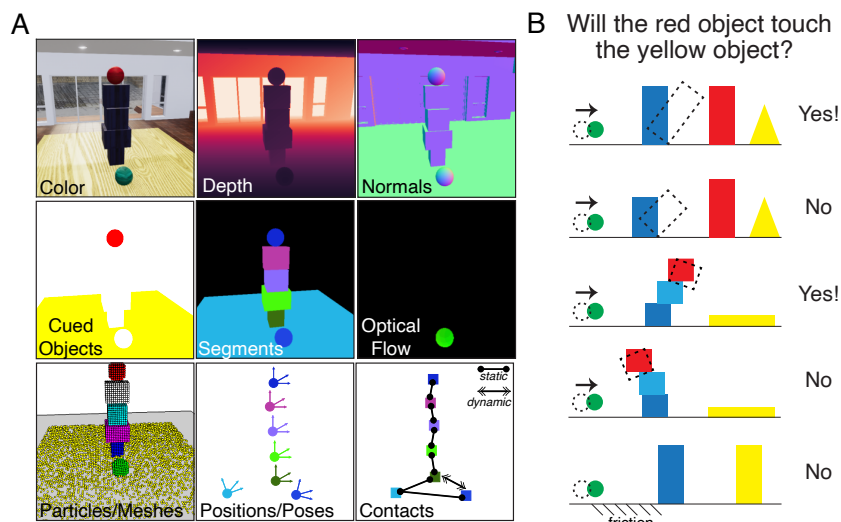 A
Color
Depth
Normals
Cued
Objects
Segments
Optical
Flow
Particles/Meshes
Positions/Poses
Contacts
static
dynamic
B
Will the red object touch
the yellow object?
Yes!
No
Yes!
No
No
friction